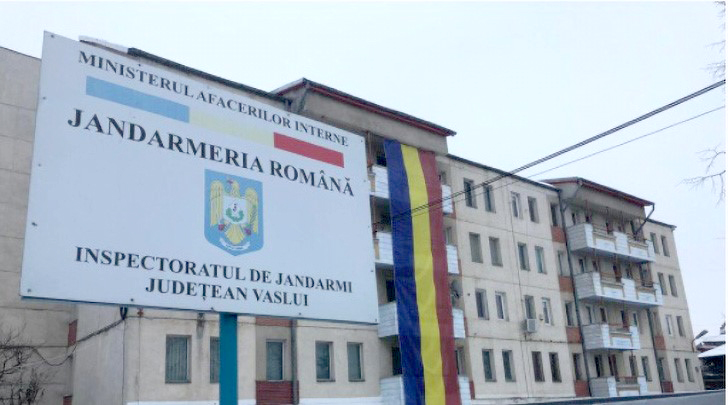 MINISTERUL AFACERILOR INTERNE
JANDARMERIA ROMÂNĂ
INSPECTORATUL DE JANDARMI
JUDEȚEAN VASLUI